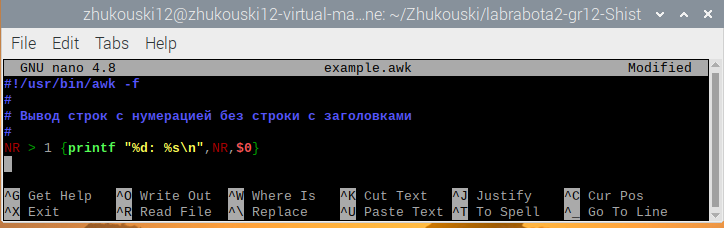 zhukouski12@zhukouski12-virtual-ma...ne: ~/Zhukouski/labrabota2-gr12-Shist
File Edit Tabs Help
GNU nano 4.8 example.awk Modified
#!/usr/bin/awk -f
#
# Вывод строк с нумерацией без строки с заголовками
#
NR > 1 {printf "%d: %s\n",NR,$0}
^G Get Help ^O Write Out ^W Where Is ^K Cut Text ^J Justify ^C Cur Pos
^X Exit ^R Read File ^\ Replace ^U Paste Text ^T To Spell ^_ Go To Line